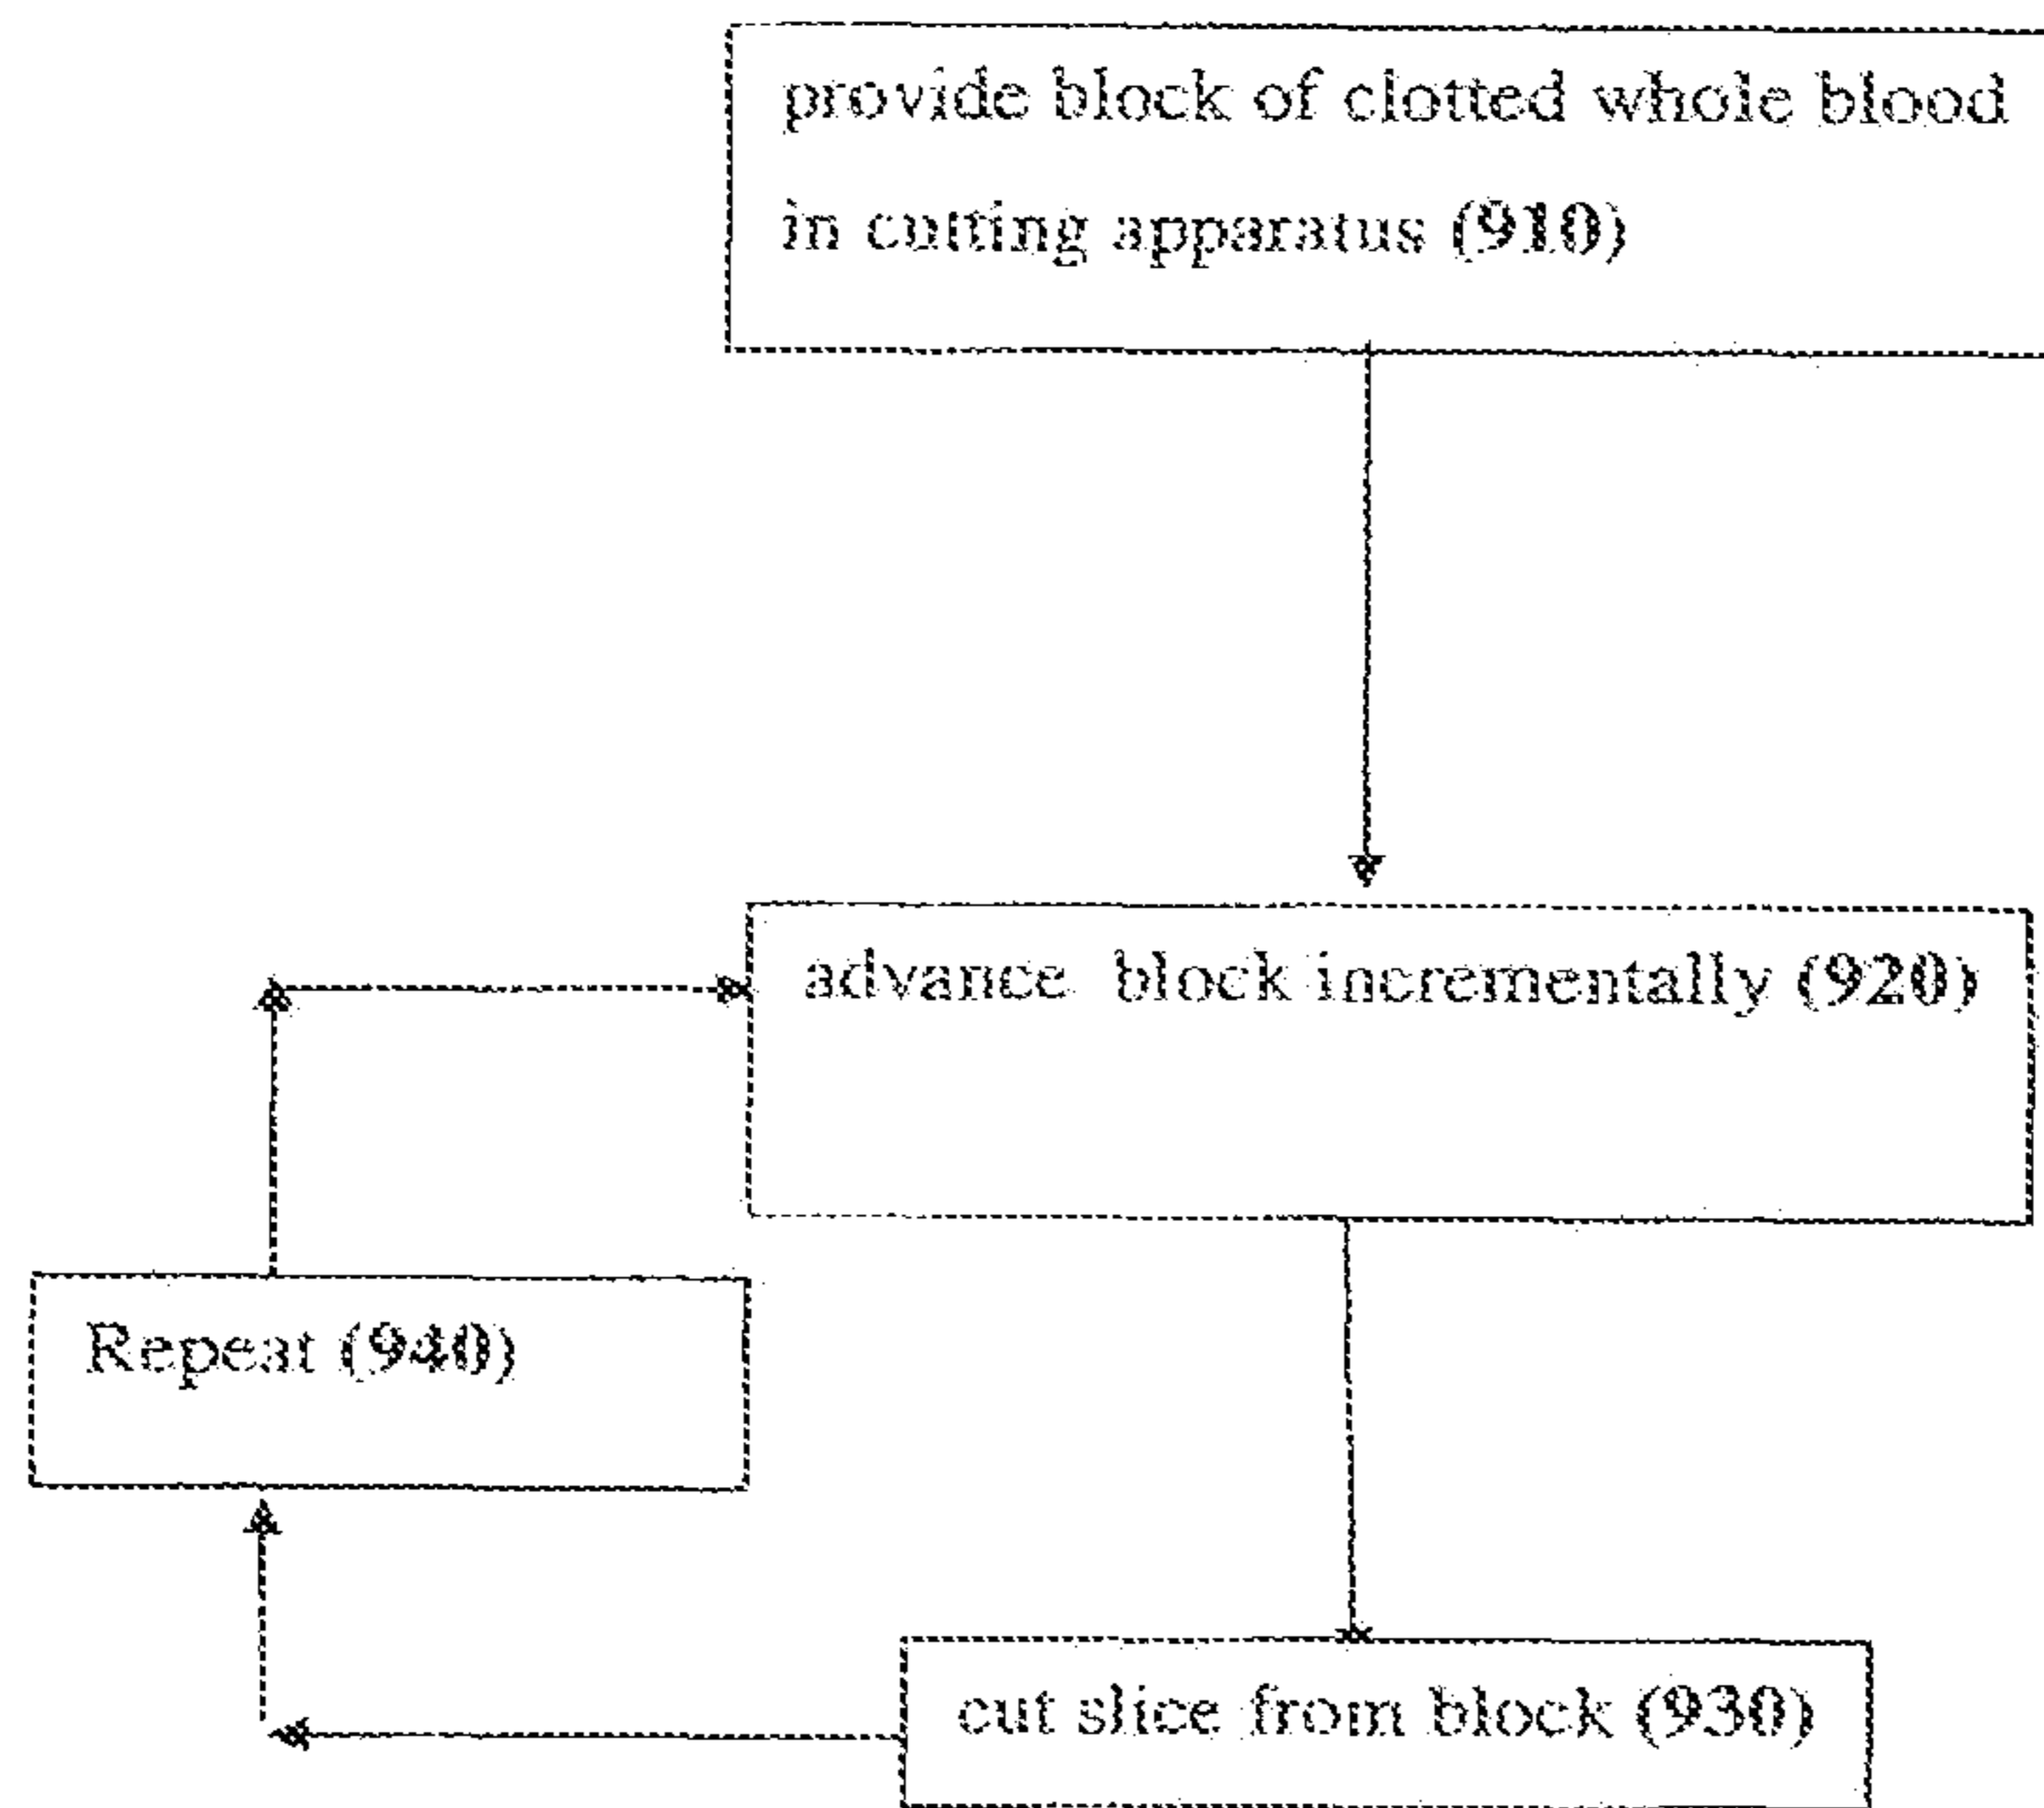 provide block of clotted whole blood
in cutting apparatus (910)
advance block incrementally (920)
Repeat (940)
cut slice from block (930)